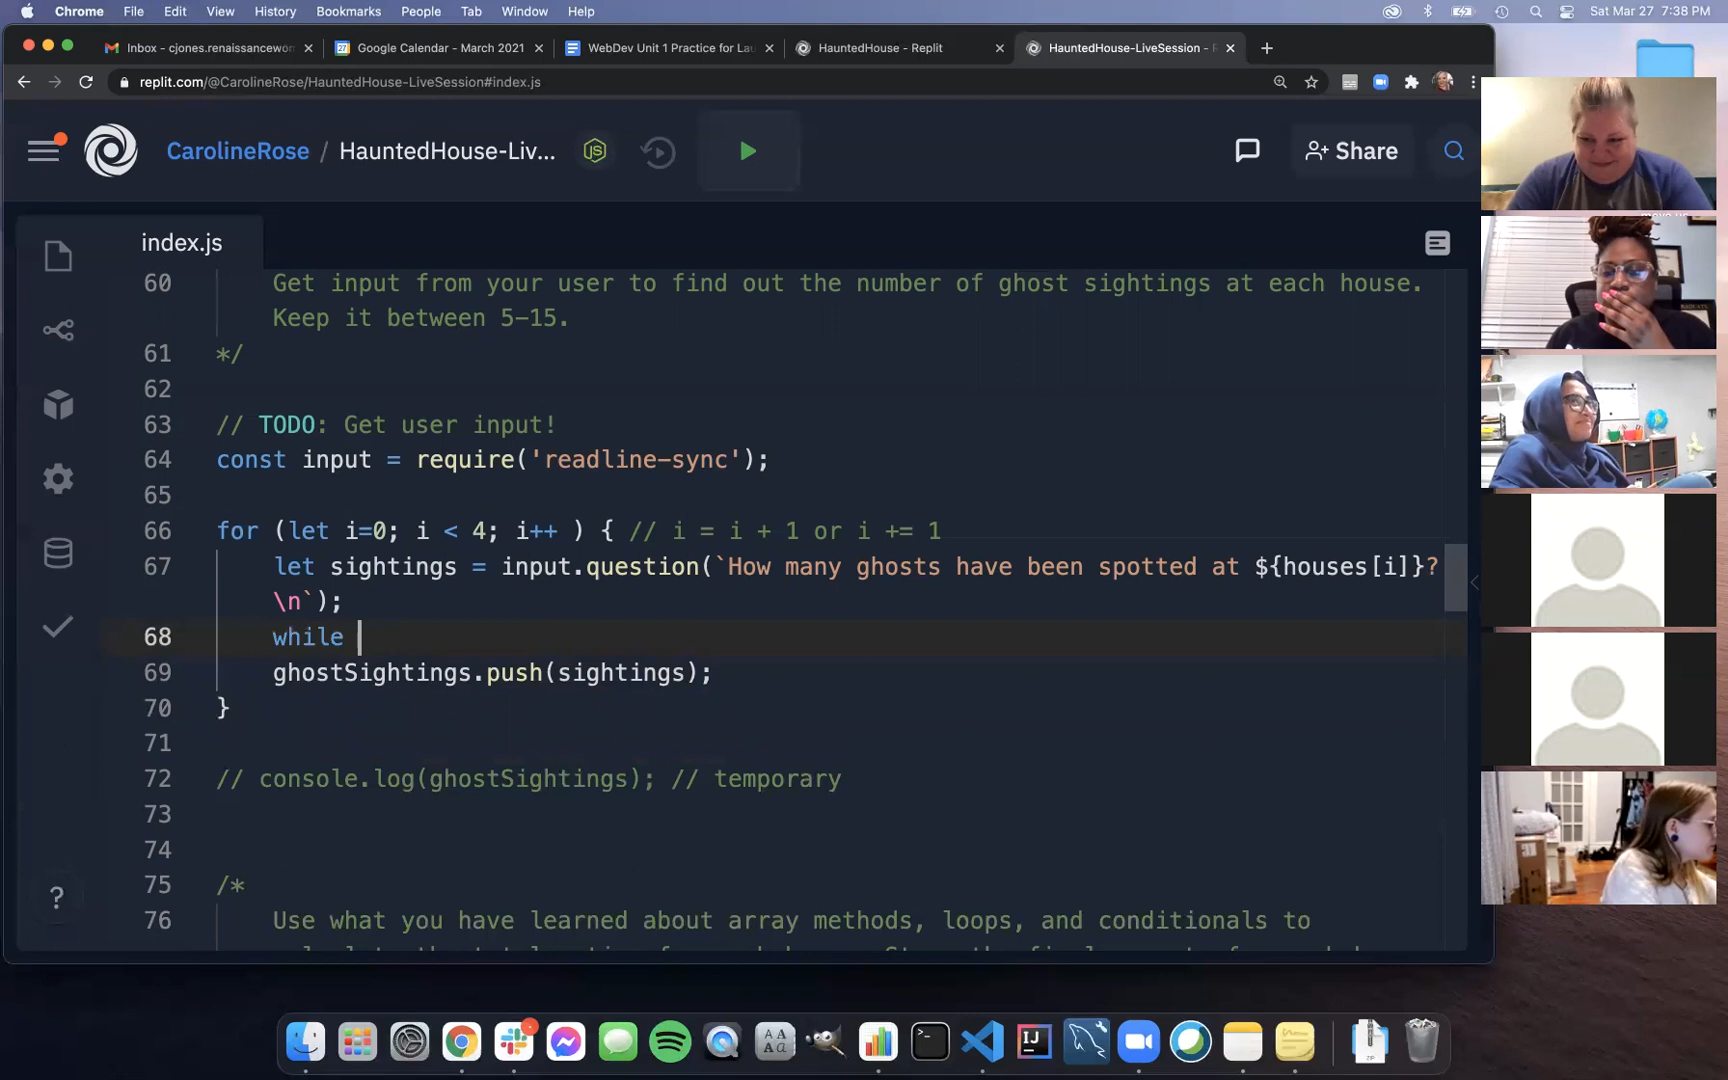 Chrome File Edit View History Bookmarks People Tab Window Help Sat Mar 27 7:38 PM
Inbox - cjones.renaissancewon
Google Calendar - March 2021
WebDev Unit 1 Practice for Lau
HauntedHouse - Replit
HauntedHouse-LiveSession - R
replit.com/@CarolineRose/HauntedHouse-LiveSession#index.js
CarolineRose / HauntedHouse-Liv... Share
index.js
60 Get input from your user to find out the number of ghost sightings at each house.
Keep it between 5-15.
61 */
62
63 // TODO: Get user input!
64 const input = require('readline-sync');
65
66 for (let i=0; i < 4; i++ ) { // i = i + 1 or i += 1
67 let sightings = input.question(`How many ghosts have been spotted at ${houses[i]}?
\n`);
68 while
69 ghostSightings.push(sightings);
70 }
71
72 // console.log(ghostSightings); // temporary
73
74
75 /*
76 Use what you have learned about array methods, loops, and conditionals to